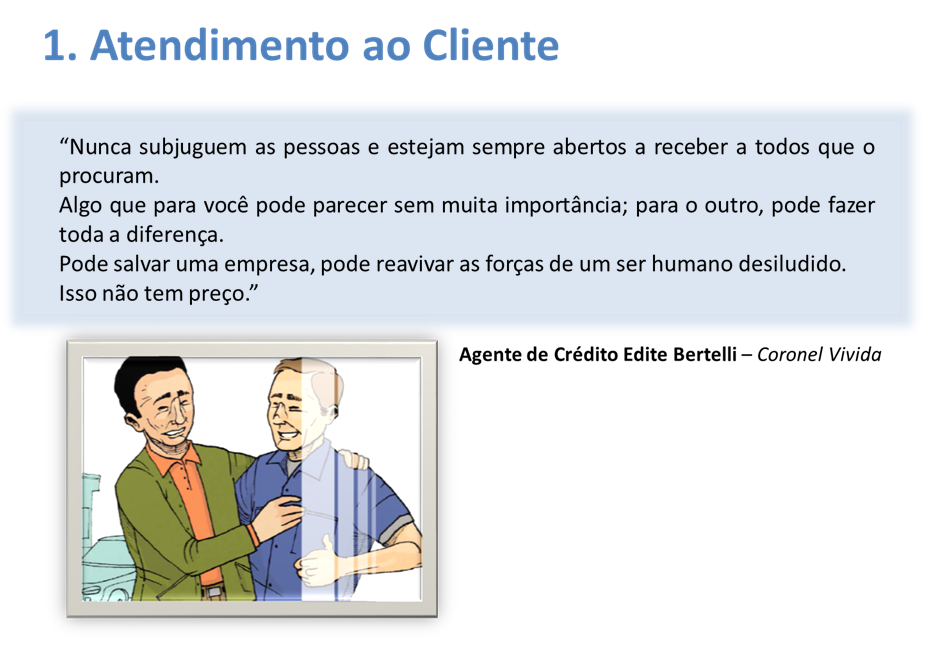 1. Atendimento ao Cliente
“Nunca subjuguem as pessoas e estejam sempre abertos a receber a todos que o
procuram.
Algo que para você pode parecer sem muita importância; para o outro, pode fazer
toda a diferença.
Pode salvar uma empresa, pode reavivar as forças de um ser humano desiludido.
Isso não tem preço.”
Agente de Crédito Edite Bertelli – Coronel Vivida